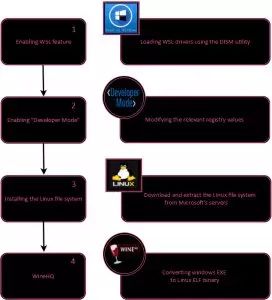 1
Enabling WSL feature
Loading WSL drivers using the DISM utility
2
Enabling "Developer Mode"
<Developer
Mode>
Modifying the relevant registry values
3
Installing the Linux file system
LINUX
Download and extract the Linux file system
from Microsoft's servers
4
WineHQ
WINE
Converting windows EXE
to Linux ELF binary